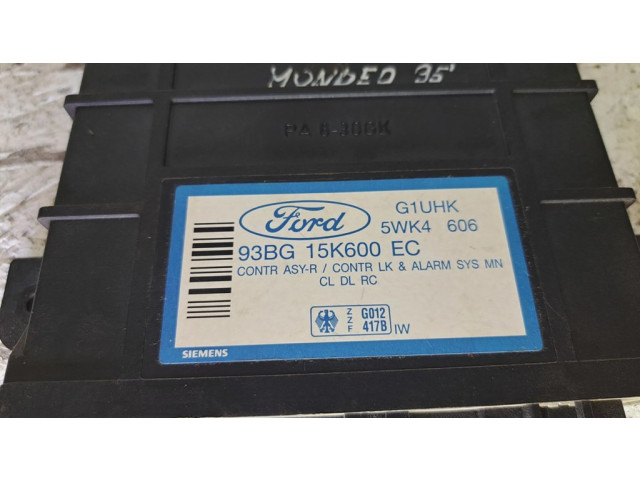 MONDEO 95'
PA 6-30GK
Ford
G1UHK
5WK4 606
93BG 15K600 EC
CONTR ASY-R / CONTR LK & ALARM SYS MN
CL DL RC
Z Z F
G012
417B
IW
SIEMENS